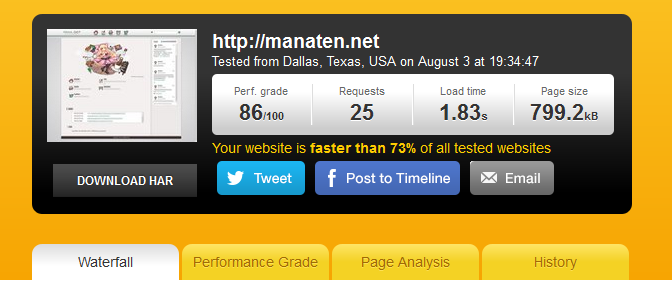 http://manaten.net
Tested from Dallas, Texas, USA on August 3 at 19:34:47
Perf. grade Requests Load time Page size
86/100 25 1.83s 799.2kB
Your website is faster than 73% of all tested websites
DOWNLOAD HAR Tweet Post to Timeline Email
Waterfall Performance Grade Page Analysis History